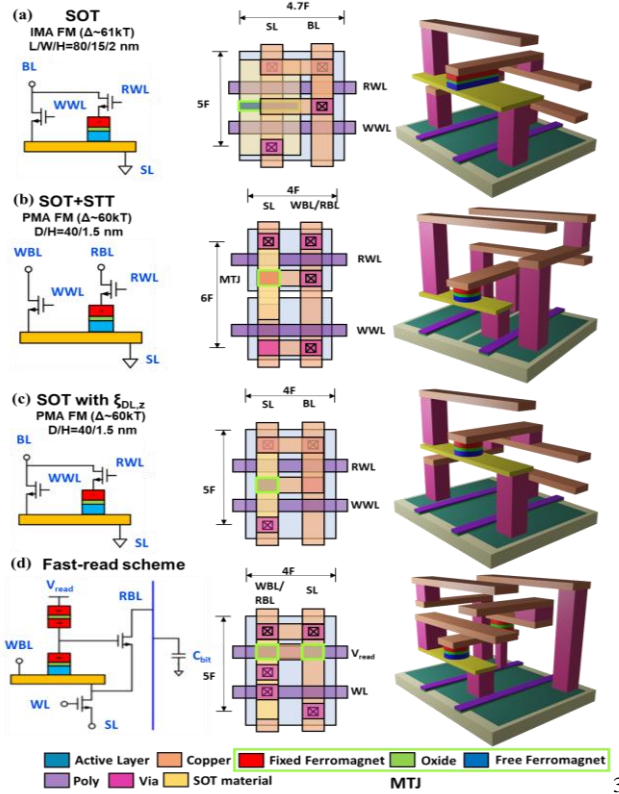 (a) SOT
IMA FM (Δ~61kT)
L/W/H=80/15/2 nm
BL
WWL
RWL
SL
4.7F
SL BL
5F
RWL
WWL
(b) SOT+STT
PMA FM (Δ~60kT)
D/H=40/1.5 nm
WBL
RBL
WWL
RWL
SL
4F
SL WBL/RBL
MTJ
6F
RWL
WWL
(c) SOT with ξDL,z
PMA FM (Δ~60kT)
D/H=40/1.5 nm
BL
WWL
RWL
SL
4F
SL BL
5F
RWL
WWL
(d) Fast-read scheme
Vread
RBL
WBL
Cbit
WL
SL
4F
WBL/
RBL
SL
5F
Vread
WL
Active Layer Copper Fixed Ferromagnet Oxide Free Ferromagnet
Poly Via SOT material MTJ
3